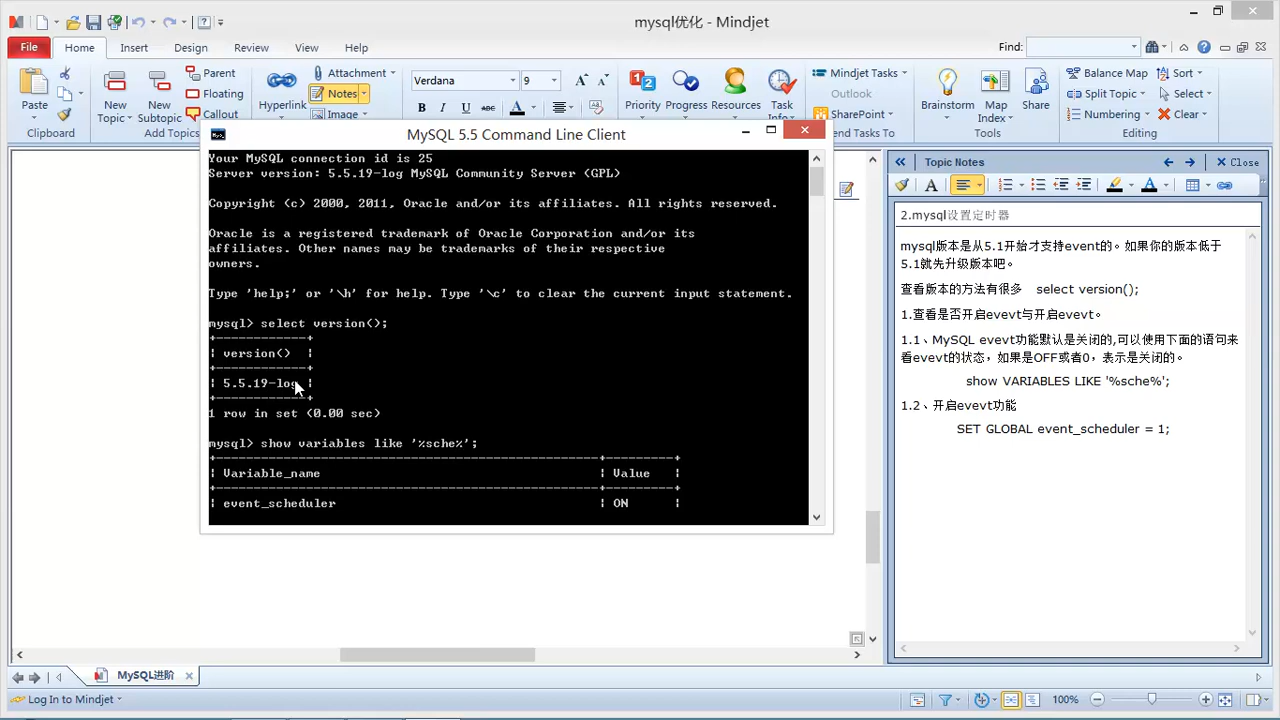 mysql优化 - Mindjet
File
Home
Insert
Design
Review
View
Help
Find:
Paste
Clipboard
New Topic
New Subtopic
Parent
Floating
Callout
Add Topics
Hyperlink
Attachment
Notes
Image
Verdana
9
B I U abc A
Priority
Progress
Resources
Task Info
Mindjet Tasks
Outlook
SharePoint
Send Tasks To
Brainstorm
Map Index
Share
Tools
Balance Map
Split Topic
Numbering
Sort
Select
Clear
Editing
MySQL 5.5 Command Line Client
Your MySQL connection id is 25
Server version: 5.5.19-log MySQL Community Server (GPL)
Copyright (c) 2000, 2011, Oracle and/or its affiliates. All rights reserved.
Oracle is a registered trademark of Oracle Corporation and/or its
affiliates. Other names may be trademarks of their respective
owners.
Type 'help;' or '\h' for help. Type '\c' to clear the current input statement.
mysql> select version();
+------------+
| version()  |
+------------+
| 5.5.19-log |
+------------+
1 row in set (0.00 sec)
mysql> show variables like '%sche%';
| Variable_name | Value |
| event_scheduler | ON |
Topic Notes
Close
2.mysql设置定时器
mysql版本是从5.1开始才支持event的。如果你的版本低于
5.1就先升级版本吧。
查看版本的方法有很多 select version();
1.查看是否开启evevt与开启evevt。
1.1、MySQL evevt功能默认是关闭的,可以使用下面的语句来
看evevt的状态，如果是OFF或者0，表示是关闭的。
show VARIABLES LIKE '%sche%';
1.2、开启evevt功能
SET GLOBAL event_scheduler = 1;
MySQL进阶
Log In to Mindjet
100%